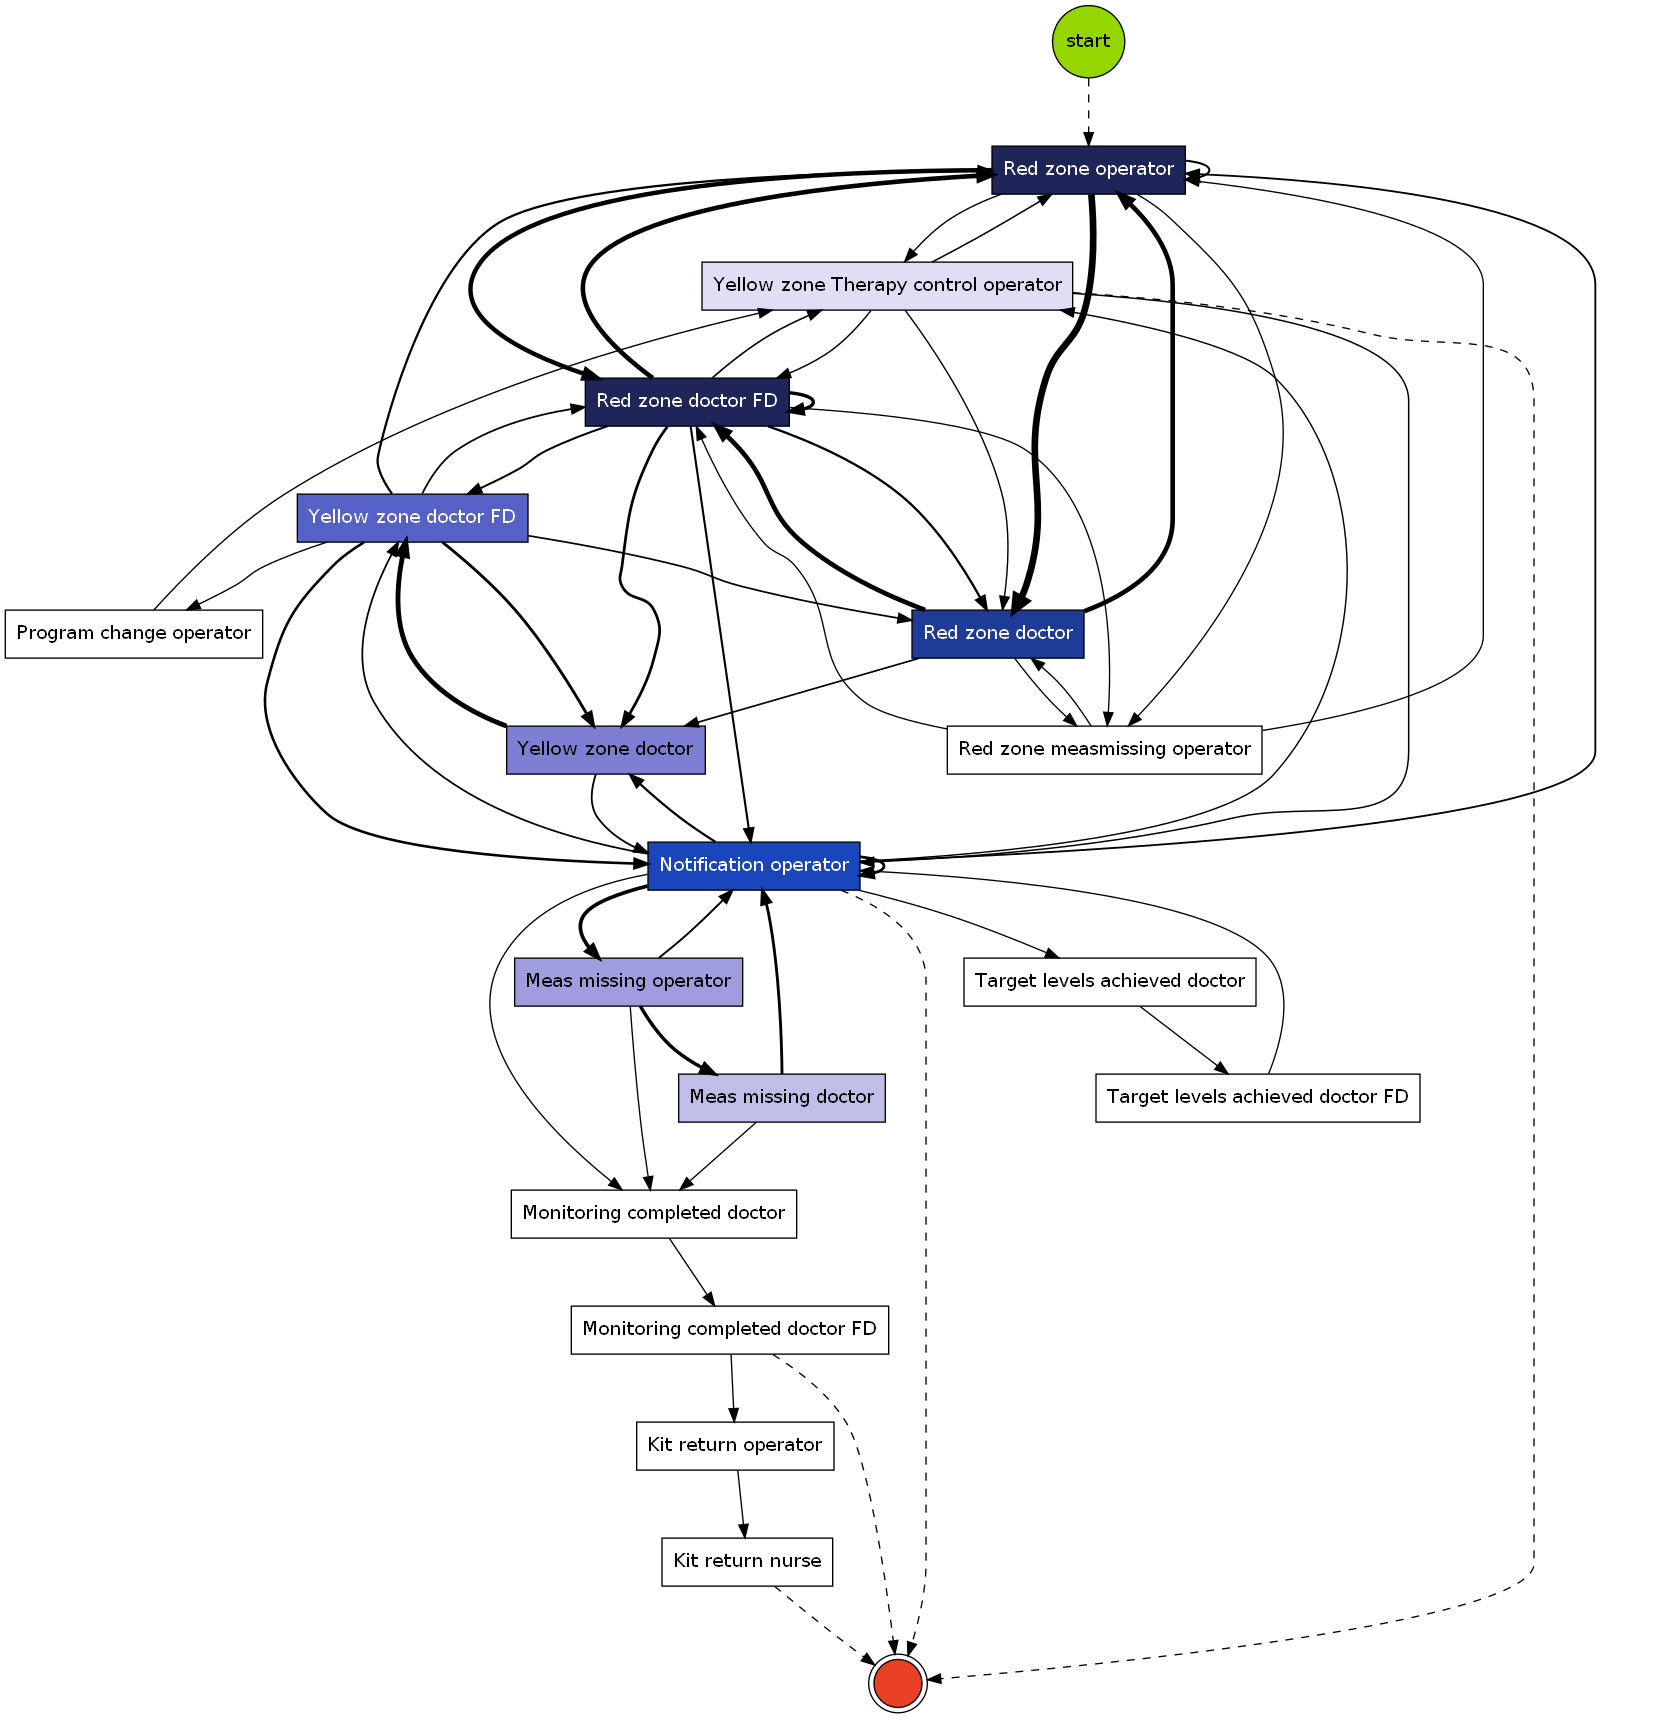 start
Red zone operator
Yellow zone Therapy control operator
Red zone doctor FD
Yellow zone doctor FD
Program change operator
Red zone doctor
Yellow zone doctor
Red zone measmissing operator
Notification operator
Meas missing operator
Target levels achieved doctor
Meas missing doctor
Target levels achieved doctor FD
Monitoring completed doctor
Monitoring completed doctor FD
Kit return operator
Kit return nurse